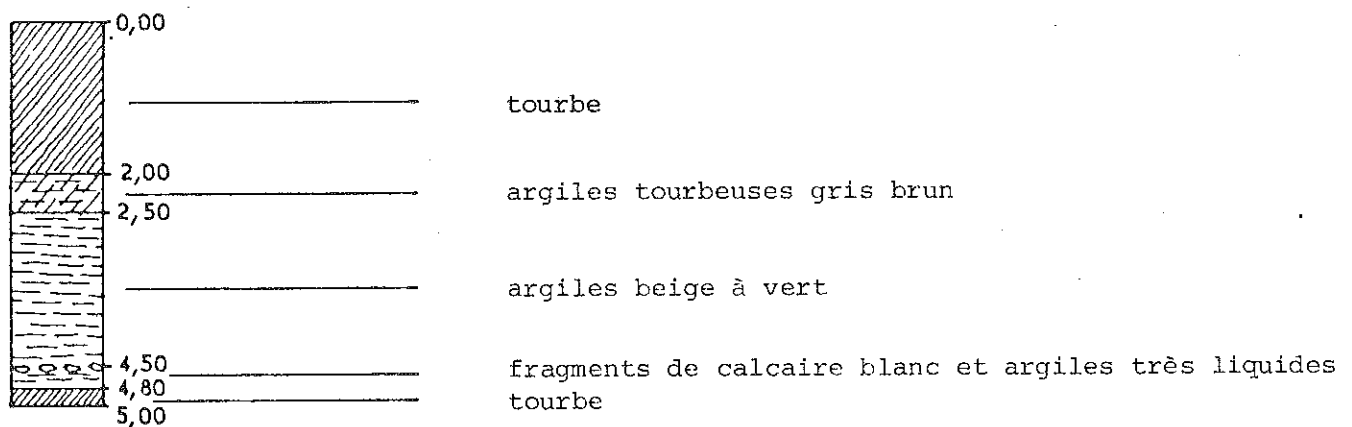 0,00
tourbe
2,00
argiles tourbeuses gris brun
2,50
argiles beige à vert
4,50
fragments de calcaire blanc et argiles très liquides
4,80
tourbe
5,00